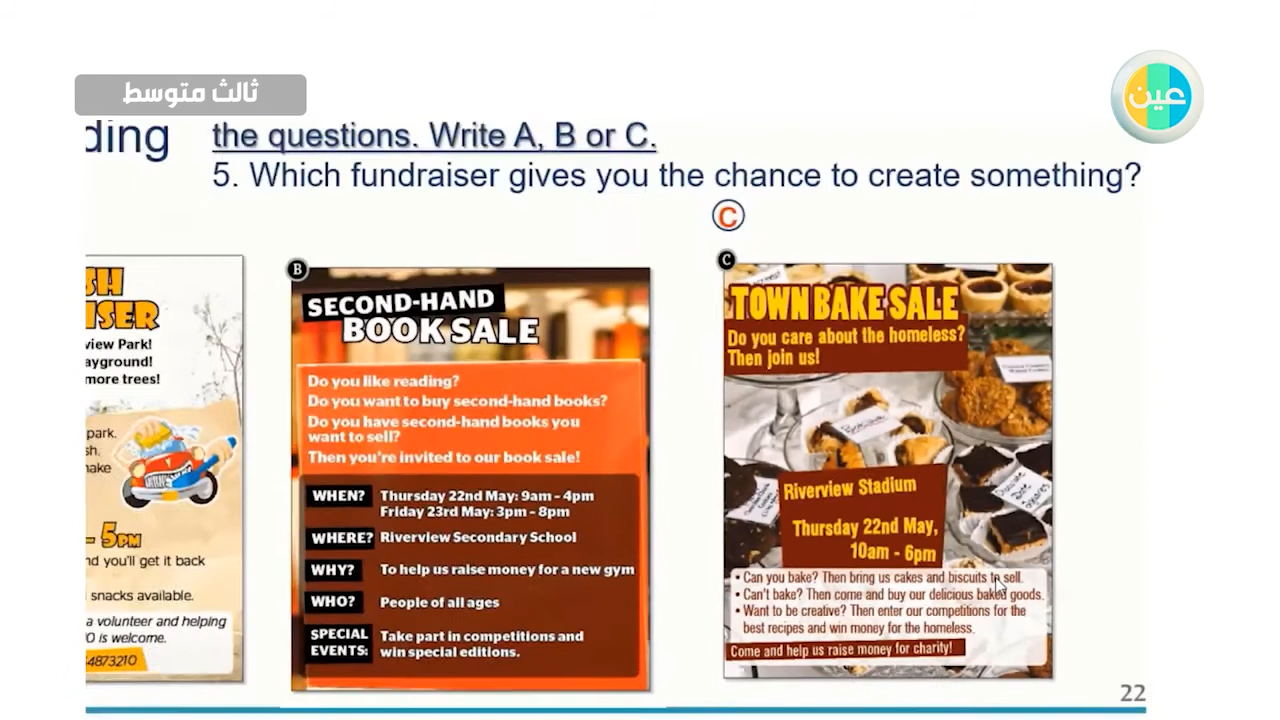 ثالث متوسط
عين
ding
the questions. Write A, B or C.
5. Which fundraiser gives you the chance to create something?
C
SH
ISER
view Park!
ayground!
more trees!
park.
sh.
nake
- 5PM
nd you'll get it back
snacks available.
a volunteer and helping
O is welcome.
54873210
B
SECOND-HAND
BOOK SALE
Do you like reading?
Do you want to buy second-hand books?
Do you have second-hand books you
want to sell?
Then you're invited to our book sale!
WHEN? Thursday 22nd May: 9am – 4pm
Friday 23rd May: 3pm – 8pm
WHERE? Riverview Secondary School
WHY? To help us raise money for a new gym
WHO? People of all ages
SPECIAL EVENTS: Take part in competitions and
win special editions.
C
TOWN BAKE SALE
Do you care about the homeless?
Then join us!
Riverview Stadium
Thursday 22nd May,
10am - 6pm
• Can you bake? Then bring us cakes and biscuits to sell.
• Can't bake? Then come and buy our delicious baked goods.
• Want to be creative? Then enter our competitions for the
best recipes and win money for the homeless.
Come and help us raise money for charity!
22